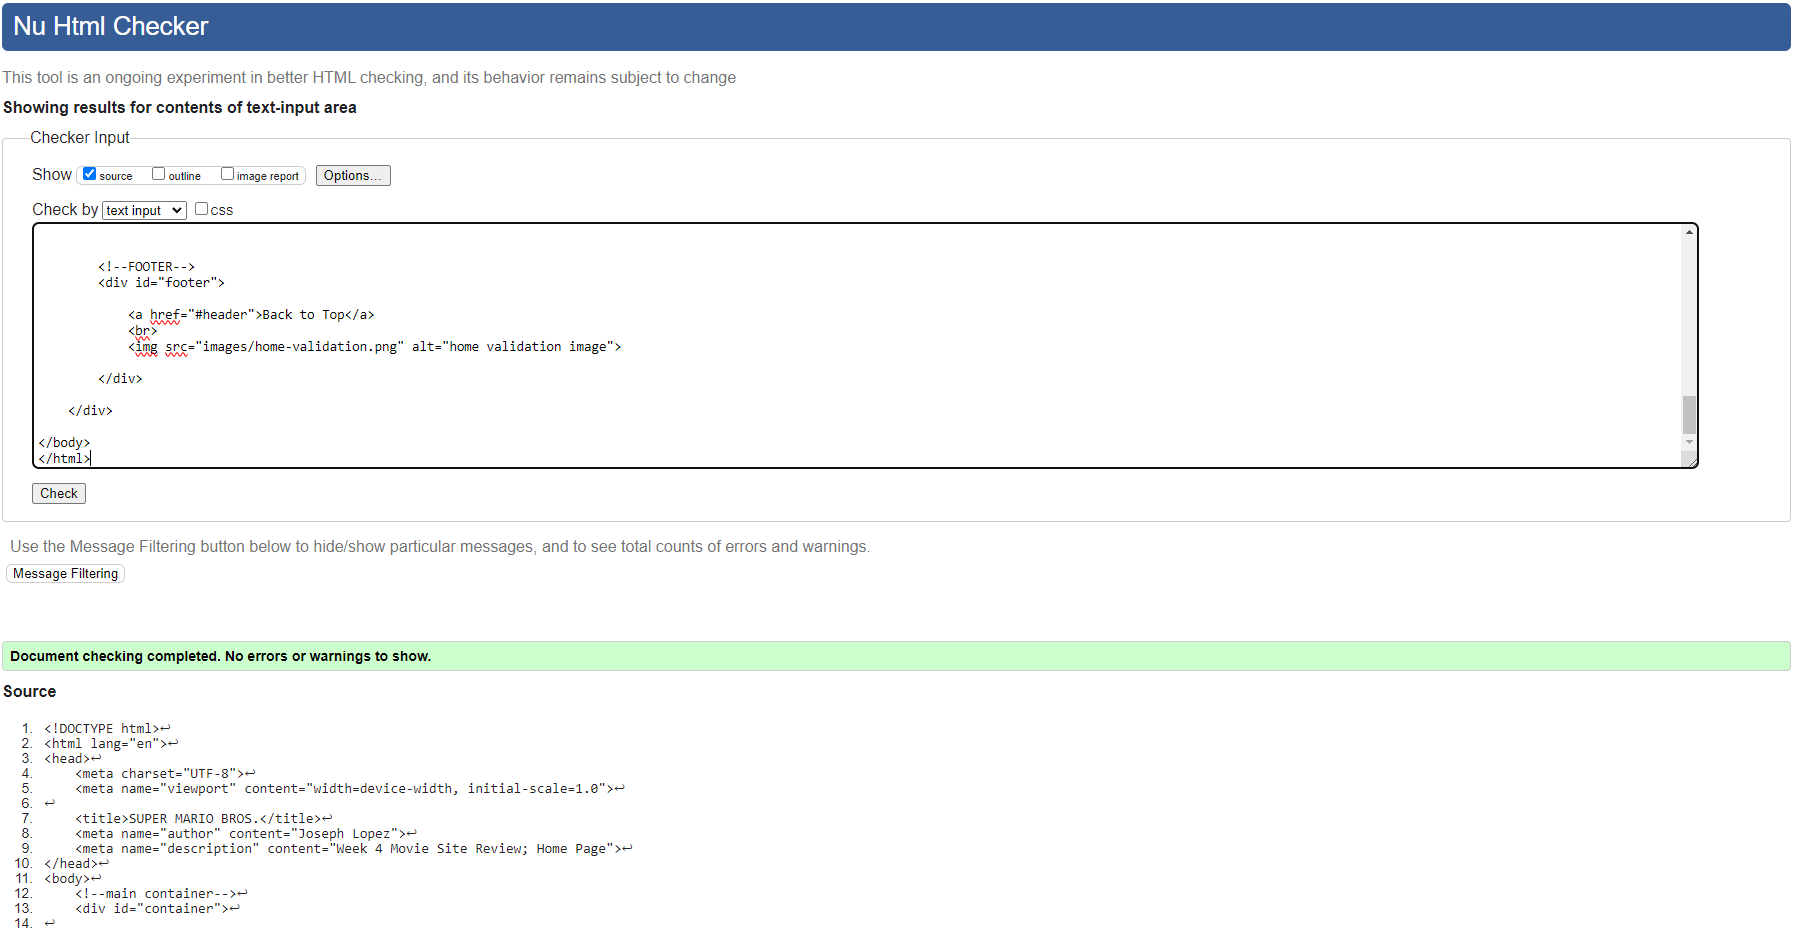 Nu Html Checker
This tool is an ongoing experiment in better HTML checking, and its behavior remains subject to change
Showing results for contents of text-input area
Checker Input
Show source outline image report Options...
Check by text input css
<!--FOOTER-->
<div id="footer">
<a href="#header">Back to Top</a>
<br>
<img src="images/home-validation.png" alt="home validation image">
</div>
</div>
</body>
</html>
Check
Use the Message Filtering button below to hide/show particular messages, and to see total counts of errors and warnings.
Message Filtering
Document checking completed. No errors or warnings to show.
Source
1. <!DOCTYPE html>↩
2. <html lang="en">↩
3. <head>↩
4. <meta charset="UTF-8">↩
5. <meta name="viewport" content="width=device-width, initial-scale=1.0">↩
6. ↩
7. <title>SUPER MARIO BROS.</title>↩
8. <meta name="author" content="Joseph Lopez">↩
9. <meta name="description" content="Week 4 Movie Site Review; Home Page">↩
10. </head>↩
11. <body>↩
12. <!--main container-->↩
13. <div id="container">↩
14. ↩